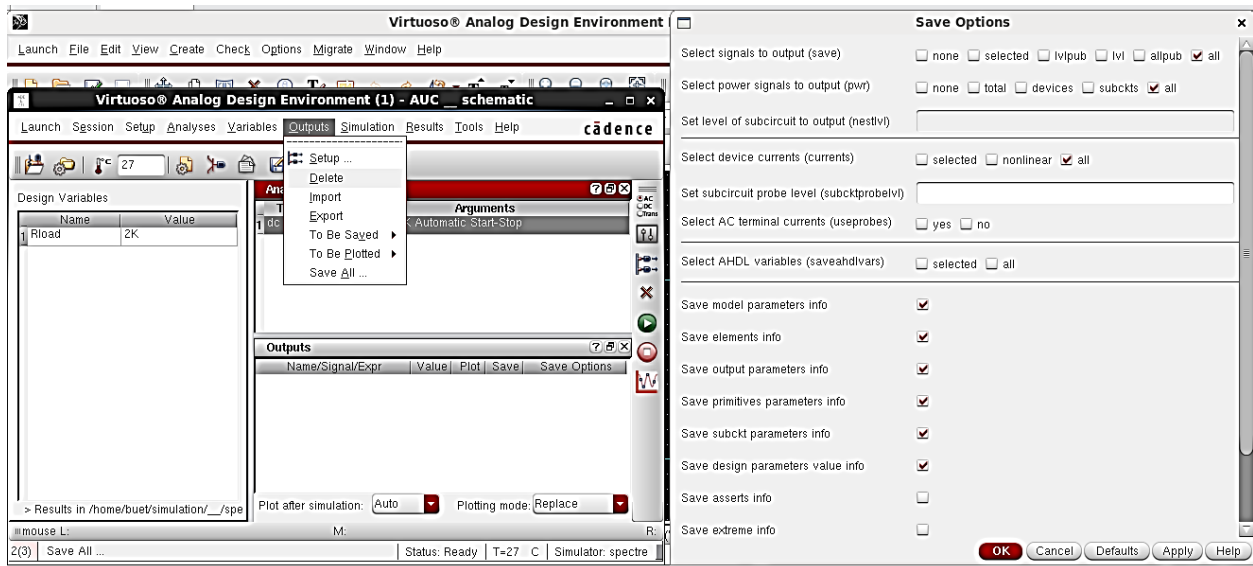 Virtuoso® Analog Design Environment
Launch File Edit View Create Check Options Migrate Window Help
Virtuoso® Analog Design Environment (1) - AUC __ schematic
Launch Session Setup Analyses Variables Outputs Simulation Results Tools Help
cādence
°C 27
Setup ...
Delete
Import
Export
To Be Saved
To Be Plotted
Save All ...
Design Variables
Name Value
1 Rload 2K
Arguments
1 dc
Automatic Start-Stop
AC
DC
Trans
Outputs
Name/Signal/Expr Value Plot Save Save Options
Plot after simulation: Auto Plotting mode: Replace
> Results in /home/buet/simulation/__/spe
mouse L: M: R:
2(3) Save All ... Status: Ready T=27 C Simulator: spectre
Save Options
Select signals to output (save) none selected lvlpub lvl allpub all
Select power signals to output (pwr) none total devices subckts all
Set level of subcircuit to output (nestlvl)
Select device currents (currents) selected nonlinear all
Set subcircuit probe level (subcktprobelvl)
Select AC terminal currents (useprobes) yes no
Select AHDL variables (saveahdlvars) selected all
Save model parameters info
Save elements info
Save output parameters info
Save primitives parameters info
Save subckt parameters info
Save design parameters value info
Save asserts info
Save extreme info
OK Cancel Defaults Apply Help